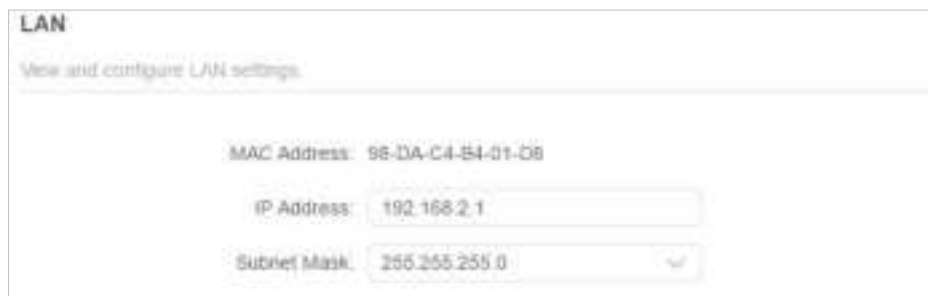 LAN
View and configure LAN settings.
MAC Address: 98-DA-C4-B4-01-D8
IP Address: 192.168.2.1
Subnet Mask: 255.255.255.0